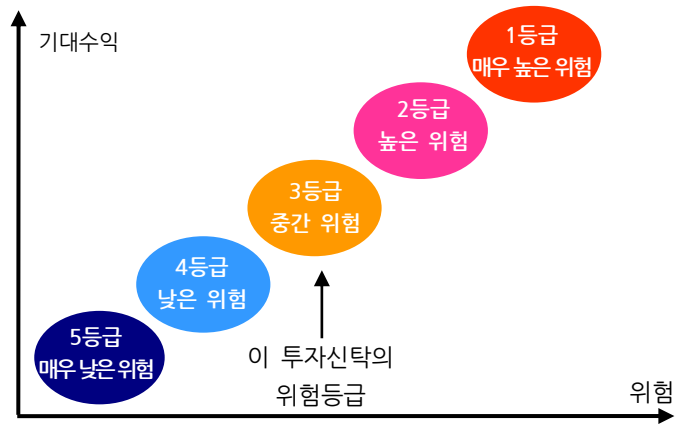 기대수익
1등급
매우 높은 위험
2등급
높은 위험
3등급
중간 위험
4등급
낮은 위험
5등급
매우 낮은 위험
이 투자신탁의
위험등급
위험